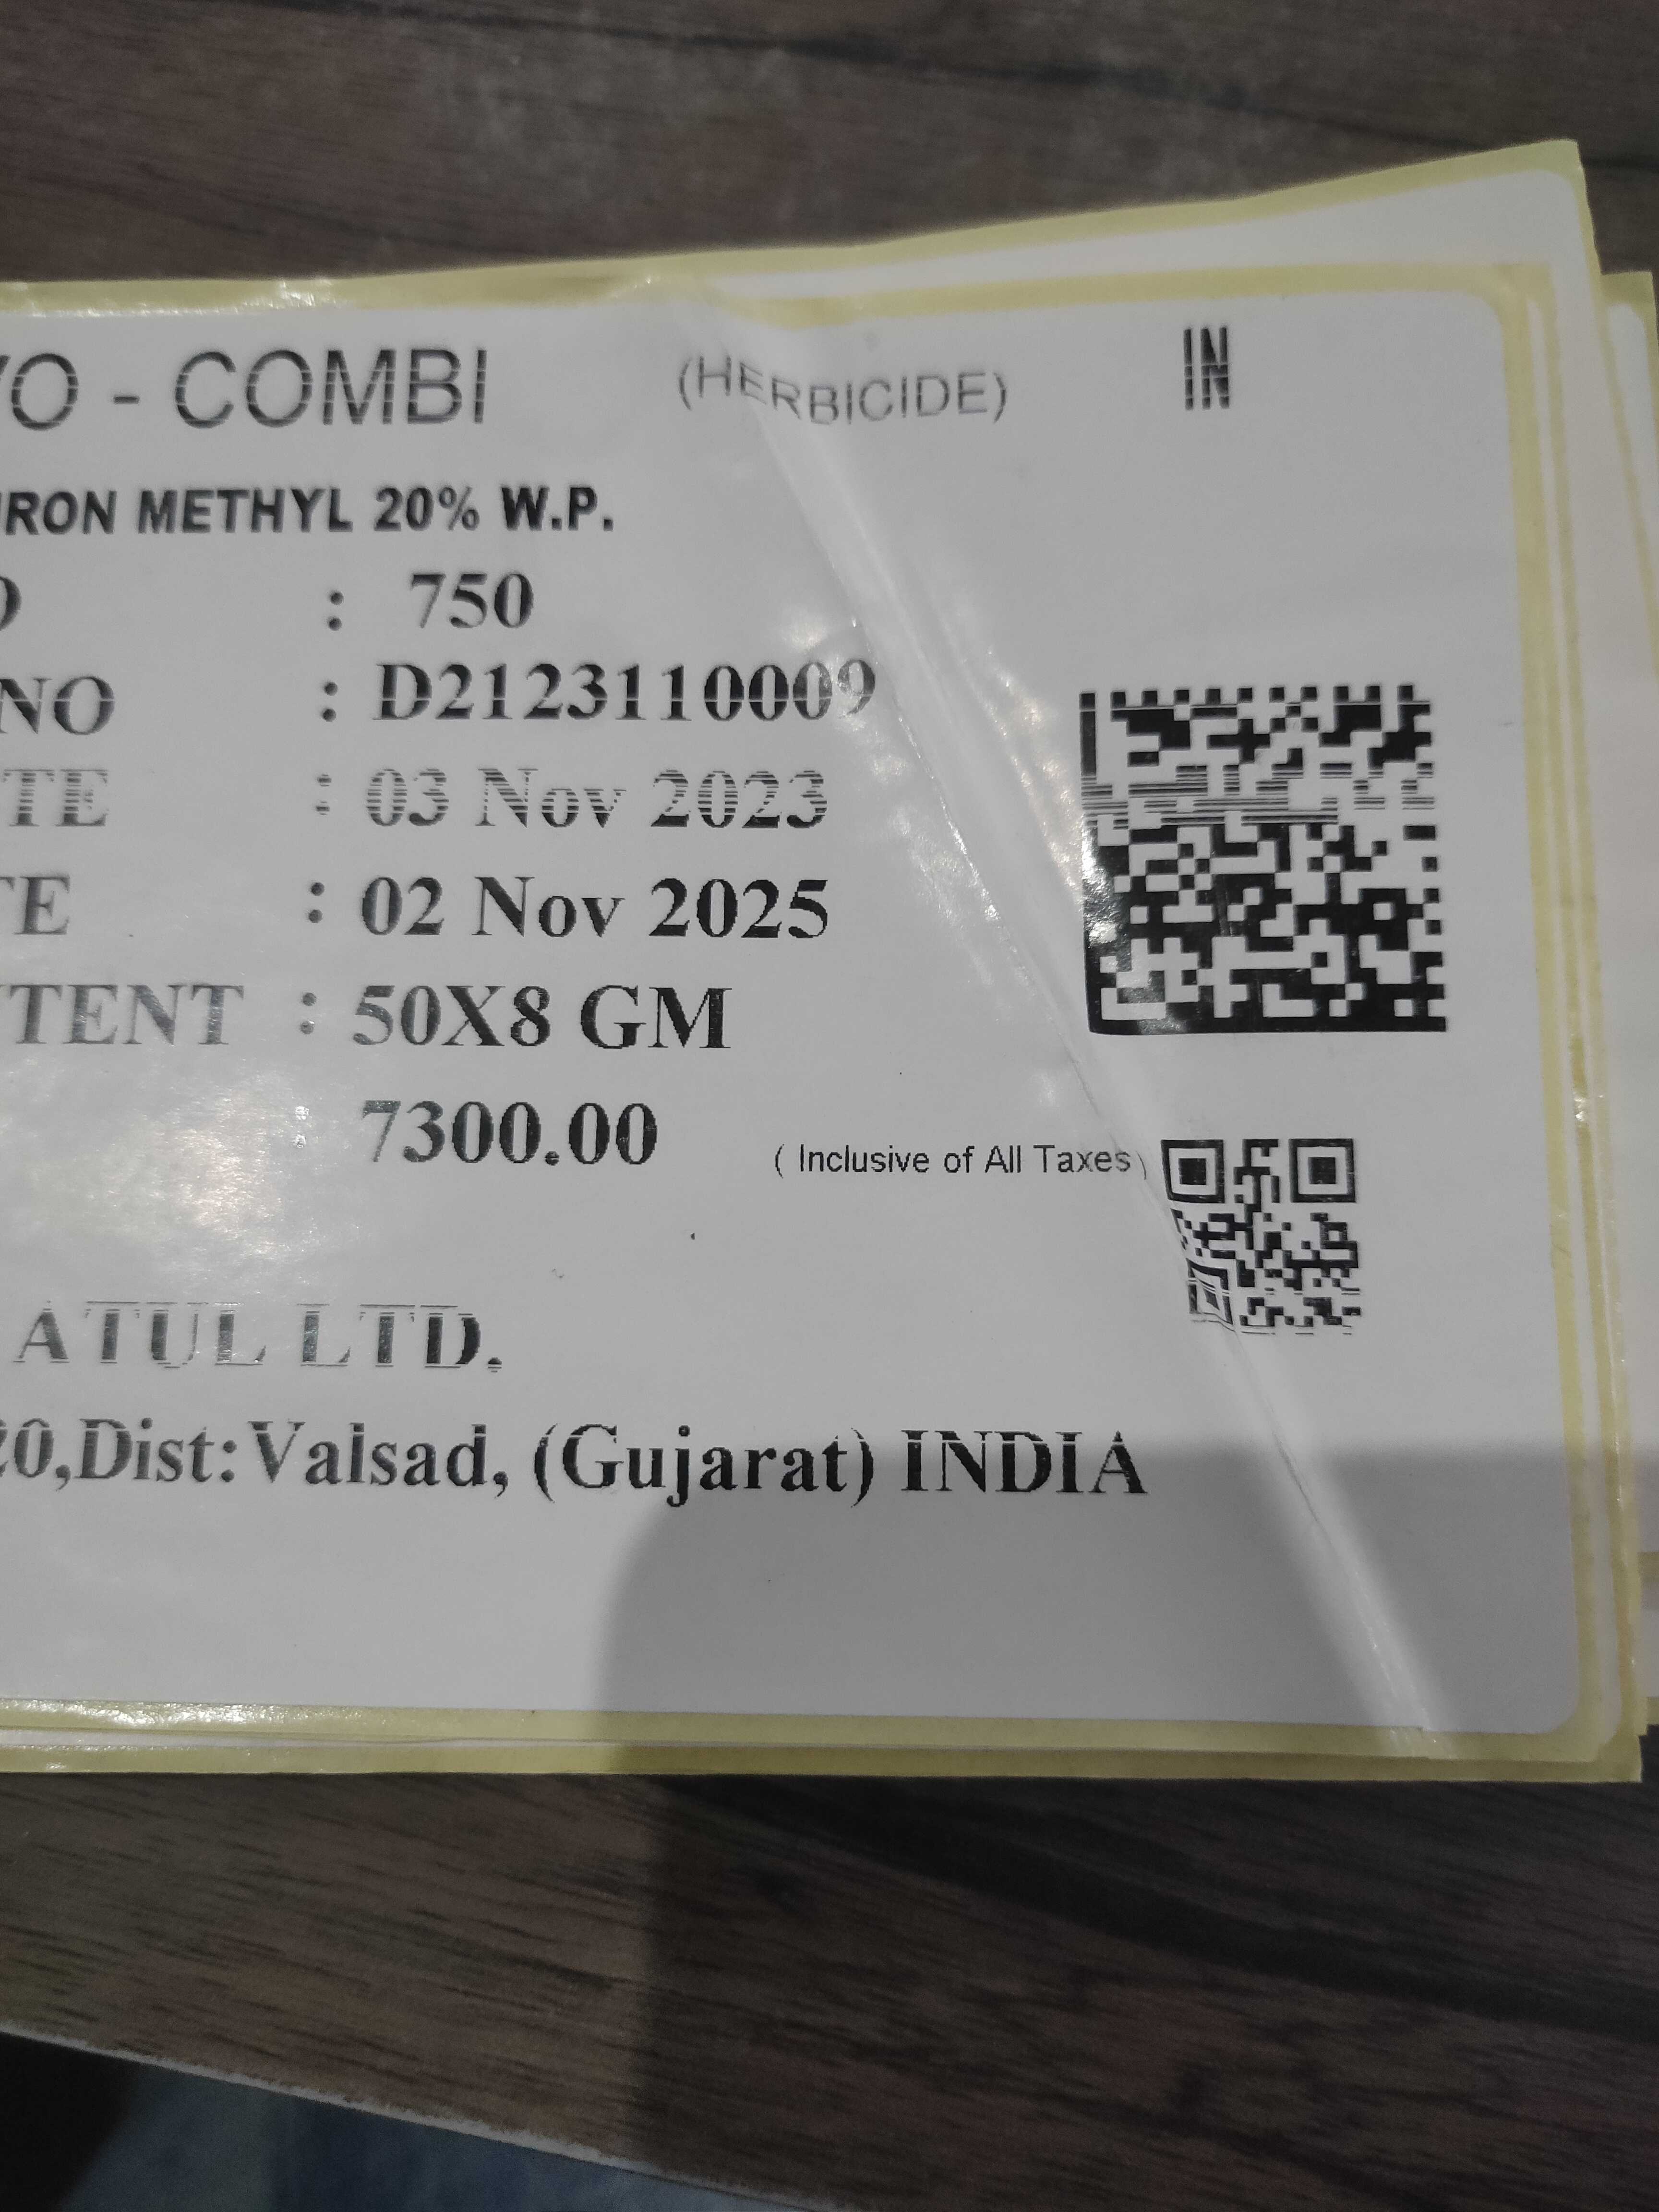 YO - COMBI (HERBICIDE) IN
RON METHYL 20% W.P.
: 750
NO : D2123110009
TE : 03 Nov 2023
TE : 02 Nov 2025
TENT : 50X8 GM
: 7300.00 ( Inclusive of All Taxes)
ATUL LTD.
20,Dist:Valsad, (Gujarat) INDIA